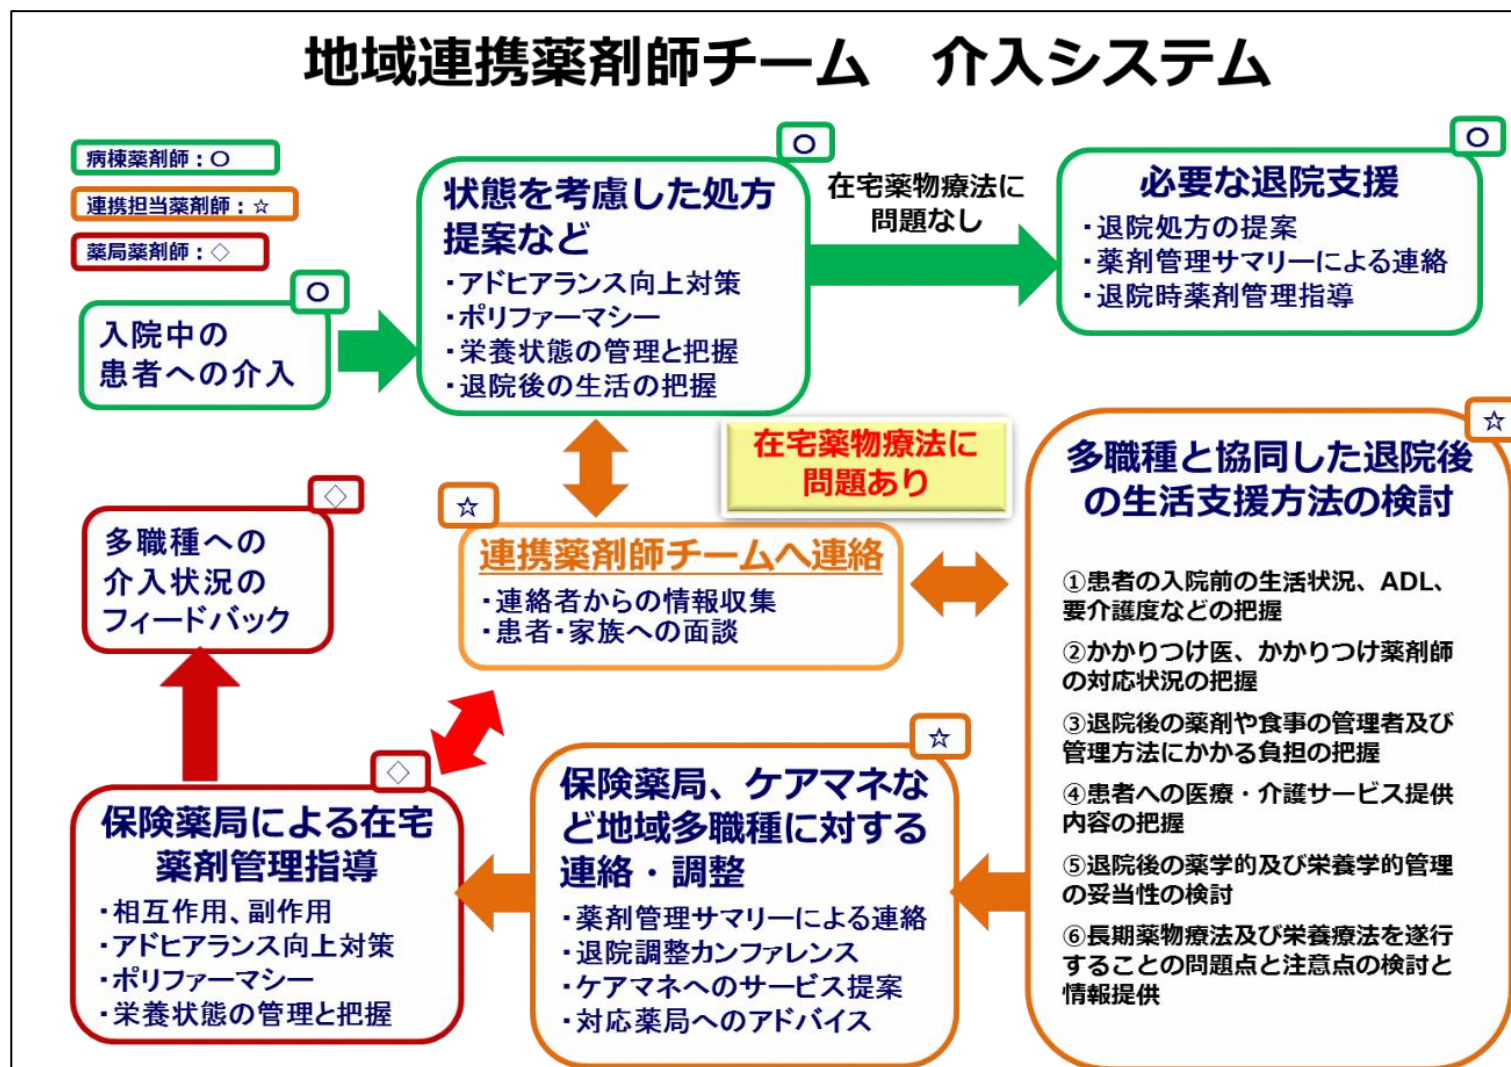 地域連携薬剤師チーム　介入システム
病棟薬剤師：○
連携担当薬剤師：☆
薬局薬剤師：◇
○
入院中の
患者への介入
○
状態を考慮した処方
提案など
・アドヒアランス向上対策
・ポリファーマシー
・栄養状態の管理と把握
・退院後の生活の把握
在宅薬物療法に
問題なし
○
必要な退院支援
・退院処方の提案
・薬剤管理サマリーによる連絡
・退院時薬剤管理指導
在宅薬物療法に
問題あり
☆
連携薬剤師チームへ連絡
・連絡者からの情報収集
・患者・家族への面談
☆
多職種と協同した退院後
の生活支援方法の検討
①患者の入院前の生活状況、ADL、
要介護度などの把握
②かかりつけ医、かかりつけ薬剤師
の対応状況の把握
③退院後の薬剤や食事の管理者及び
管理方法にかかる負担の把握
④患者への医療・介護サービス提供
内容の把握
⑤退院後の薬学的及び栄養学的管理
の妥当性の検討
⑥長期薬物療法及び栄養療法を遂行
することの問題点と注意点の検討と
情報提供
☆
保険薬局、ケアマネな
ど地域多職種に対する
連絡・調整
・薬剤管理サマリーによる連絡
・退院調整カンファレンス
・ケアマネへのサービス提案
・対応薬局へのアドバイス
◇
保険薬局による在宅
薬剤管理指導
・相互作用、副作用
・アドヒアランス向上対策
・ポリファーマシー
・栄養状態の管理と把握
◇
多職種への
介入状況の
フィードバック